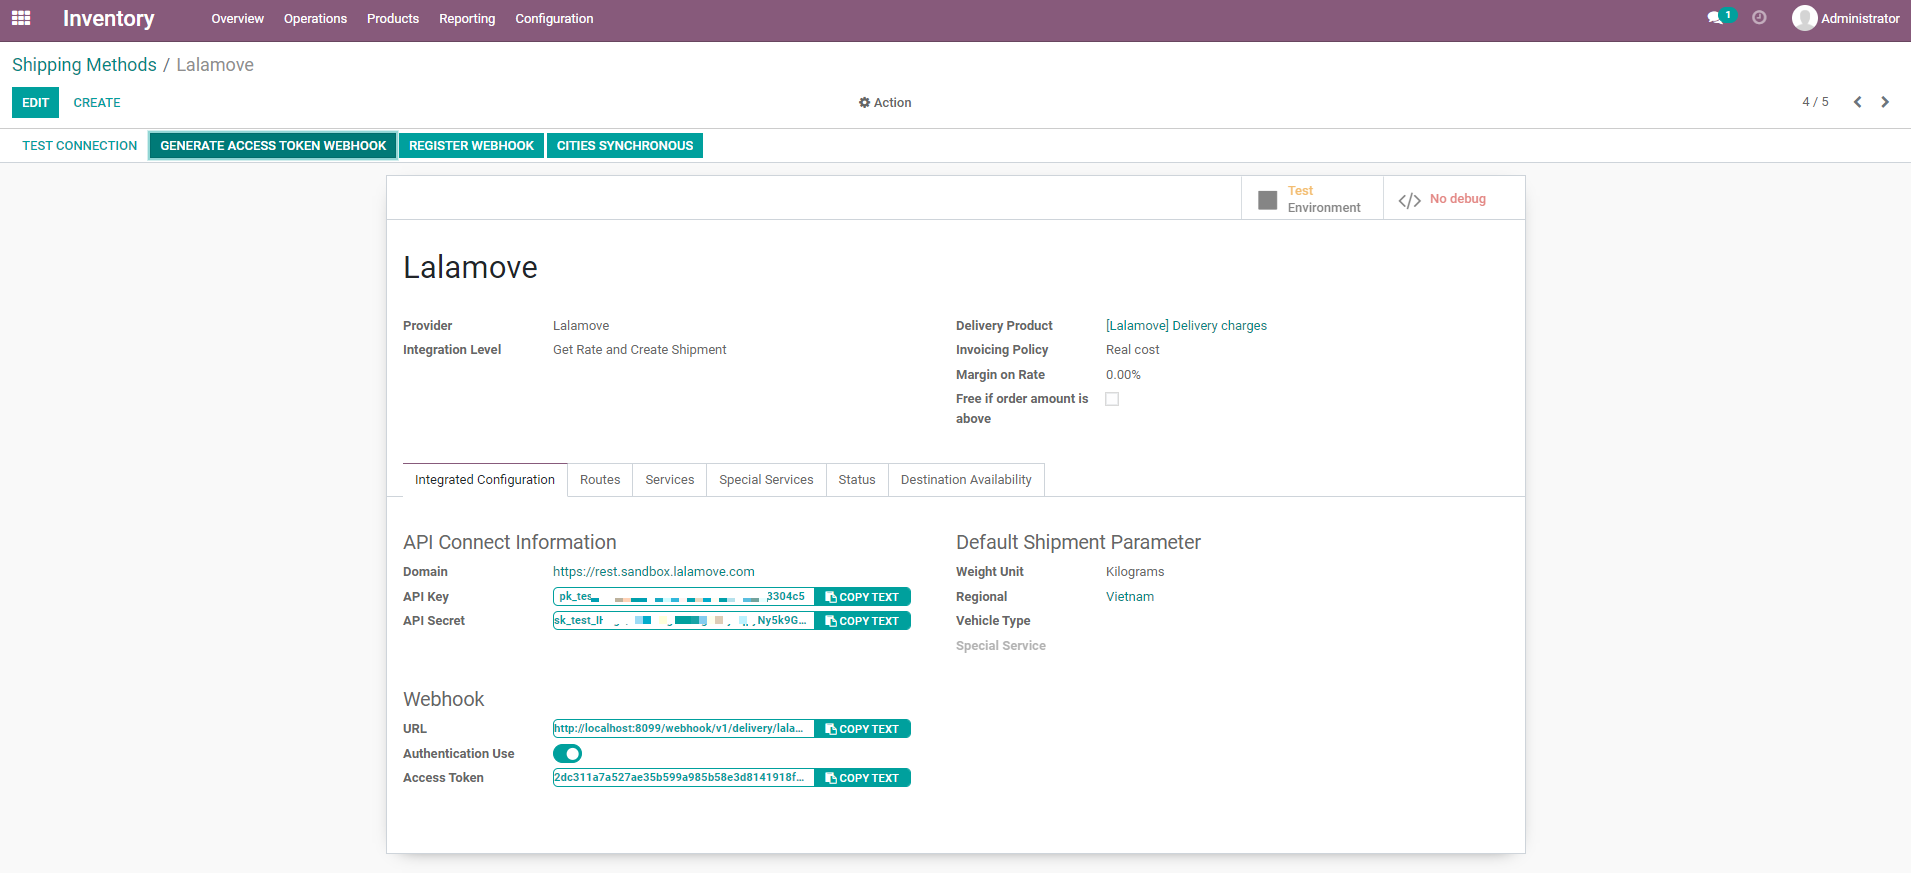 Inventory Overview Operations Products Reporting Configuration 1 Administrator
Shipping Methods / Lalamove
EDIT CREATE Action 4 / 5
TEST CONNECTION GENERATE ACCESS TOKEN WEBHOOK REGISTER WEBHOOK CITIES SYNCHRONOUS
Test
Environment
</> No debug
Lalamove
Provider Lalamove
Integration Level Get Rate and Create Shipment
Delivery Product [Lalamove] Delivery charges
Invoicing Policy Real cost
Margin on Rate 0.00%
Free if order amount is
above
Integrated Configuration Routes Services Special Services Status Destination Availability
API Connect Information
Domain https://rest.sandbox.lalamove.com
API Key pk_tes 3304c5 COPY TEXT
API Secret sk_test_ Ny5k9G... COPY TEXT
Default Shipment Parameter
Weight Unit Kilograms
Regional Vietnam
Vehicle Type
Special Service
Webhook
URL http://localhost:8099/webhook/v1/delivery/lala... COPY TEXT
Authentication Use
Access Token 2dc311a7a527ae35b599a985b58e3d8141918f... COPY TEXT